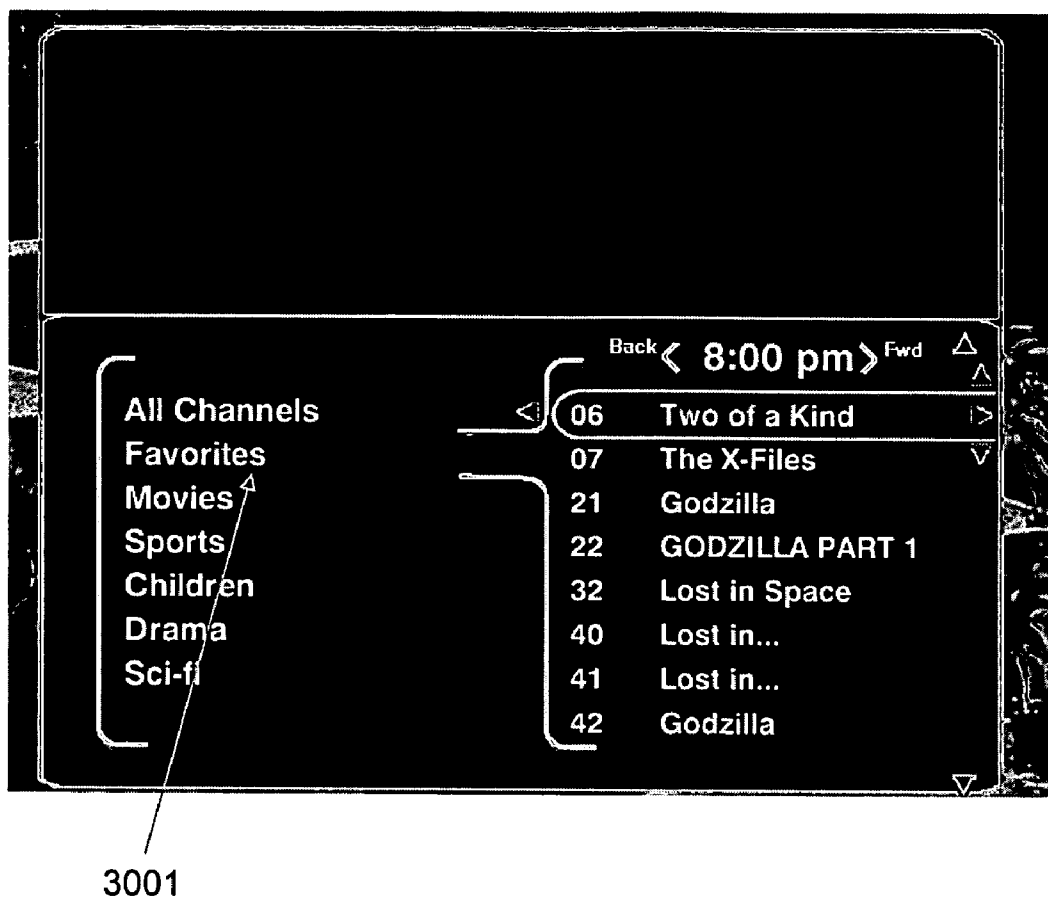 Back 8:00 pm Fwd
All Channels
Favorites
Movies
Sports
Children
Drama
Sci-fi
06 Two of a Kind
07 The X-Files
21 Godzilla
22 GODZILLA PART 1
32 Lost in Space
40 Lost in...
41 Lost in...
42 Godzilla
3001